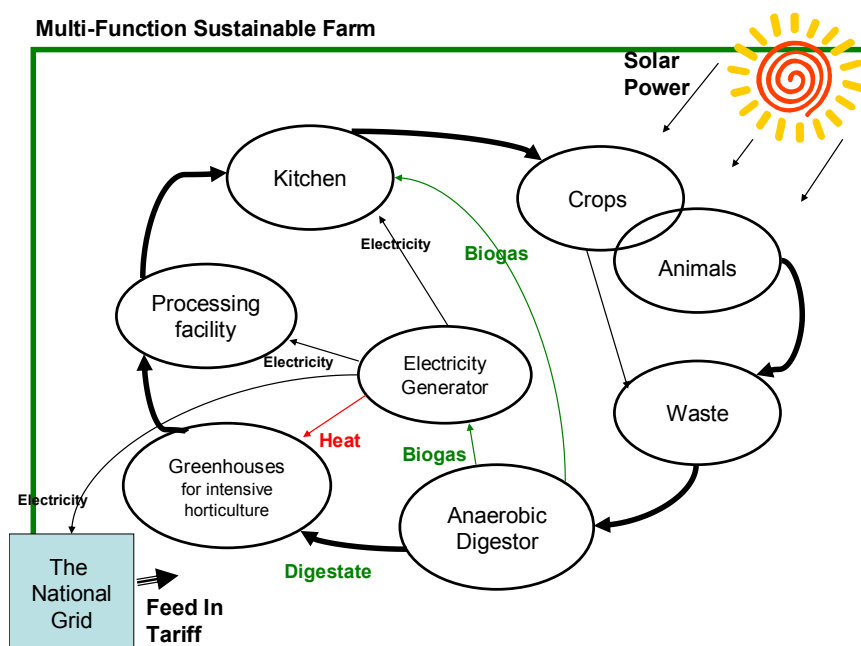 Multi-Function Sustainable Farm
Solar
Power
Kitchen
Crops
Electricity
Biogas
Animals
Processing
facility
Electricity
Electricity
Generator
Waste
Heat
Biogas
Greenhouses
for intensive
horticulture
Electricity
Anaerobic
Digestor
The
National
Grid
Digestate
Feed In
Tariff